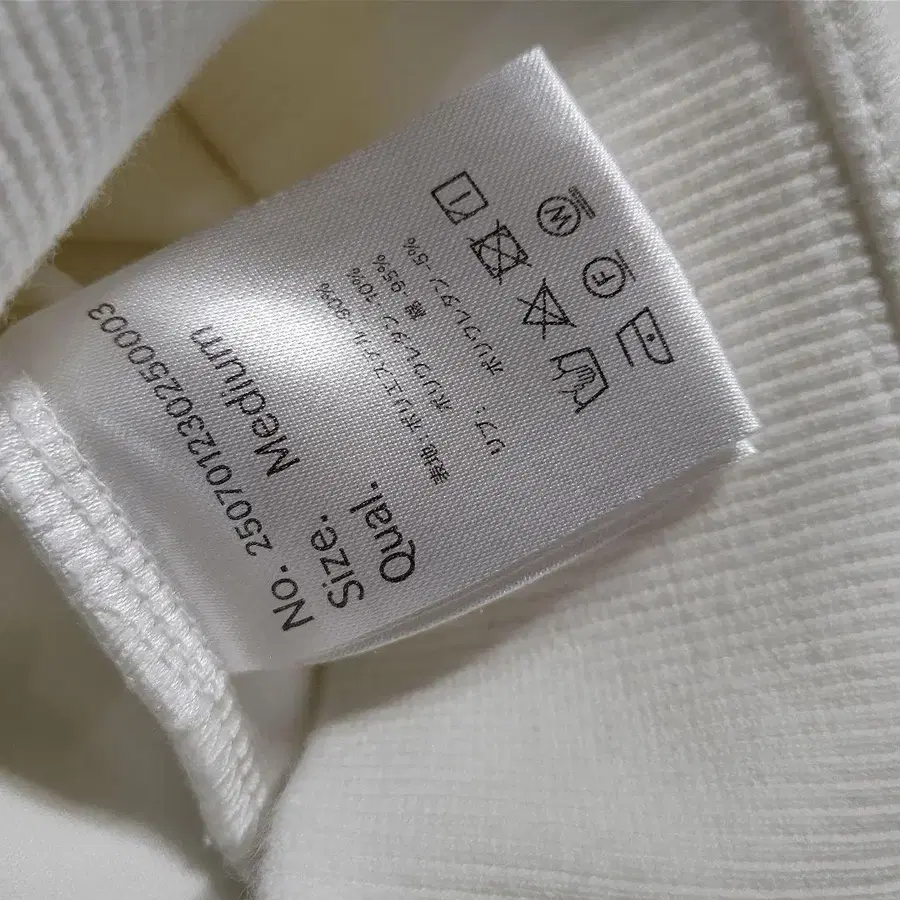 No. 250701230250003
Size. Medium
Qual.
表地:ポリエステル-90%
ポリウレタン-10%
リブ: 綿-95%
ポリウレタン-5%
W
F